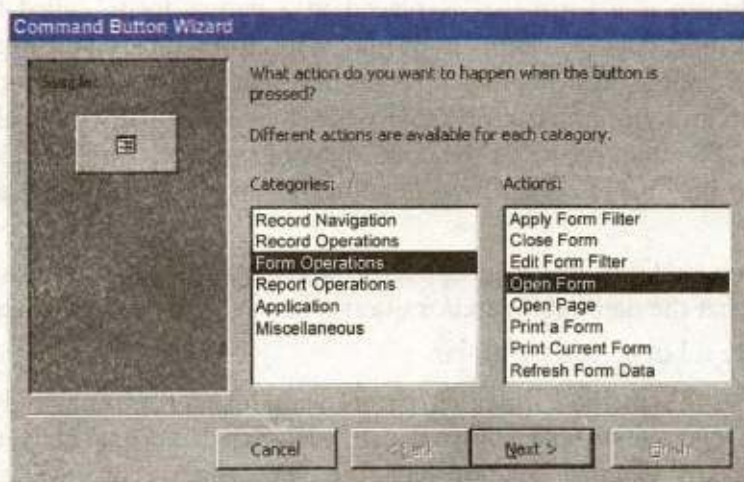 Command Button Wizard
Sample:
What action do you want to happen when the button is
pressed?
Different actions are available for each category.
Categories:
Record Navigation
Record Operations
Form Operations
Report Operations
Application
Miscellaneous
Actions:
Apply Form Filter
Close Form
Edit Form Filter
Open Form
Open Page
Print a Form
Print Current Form
Refresh Form Data
Cancel
< Back
Next >
Finish